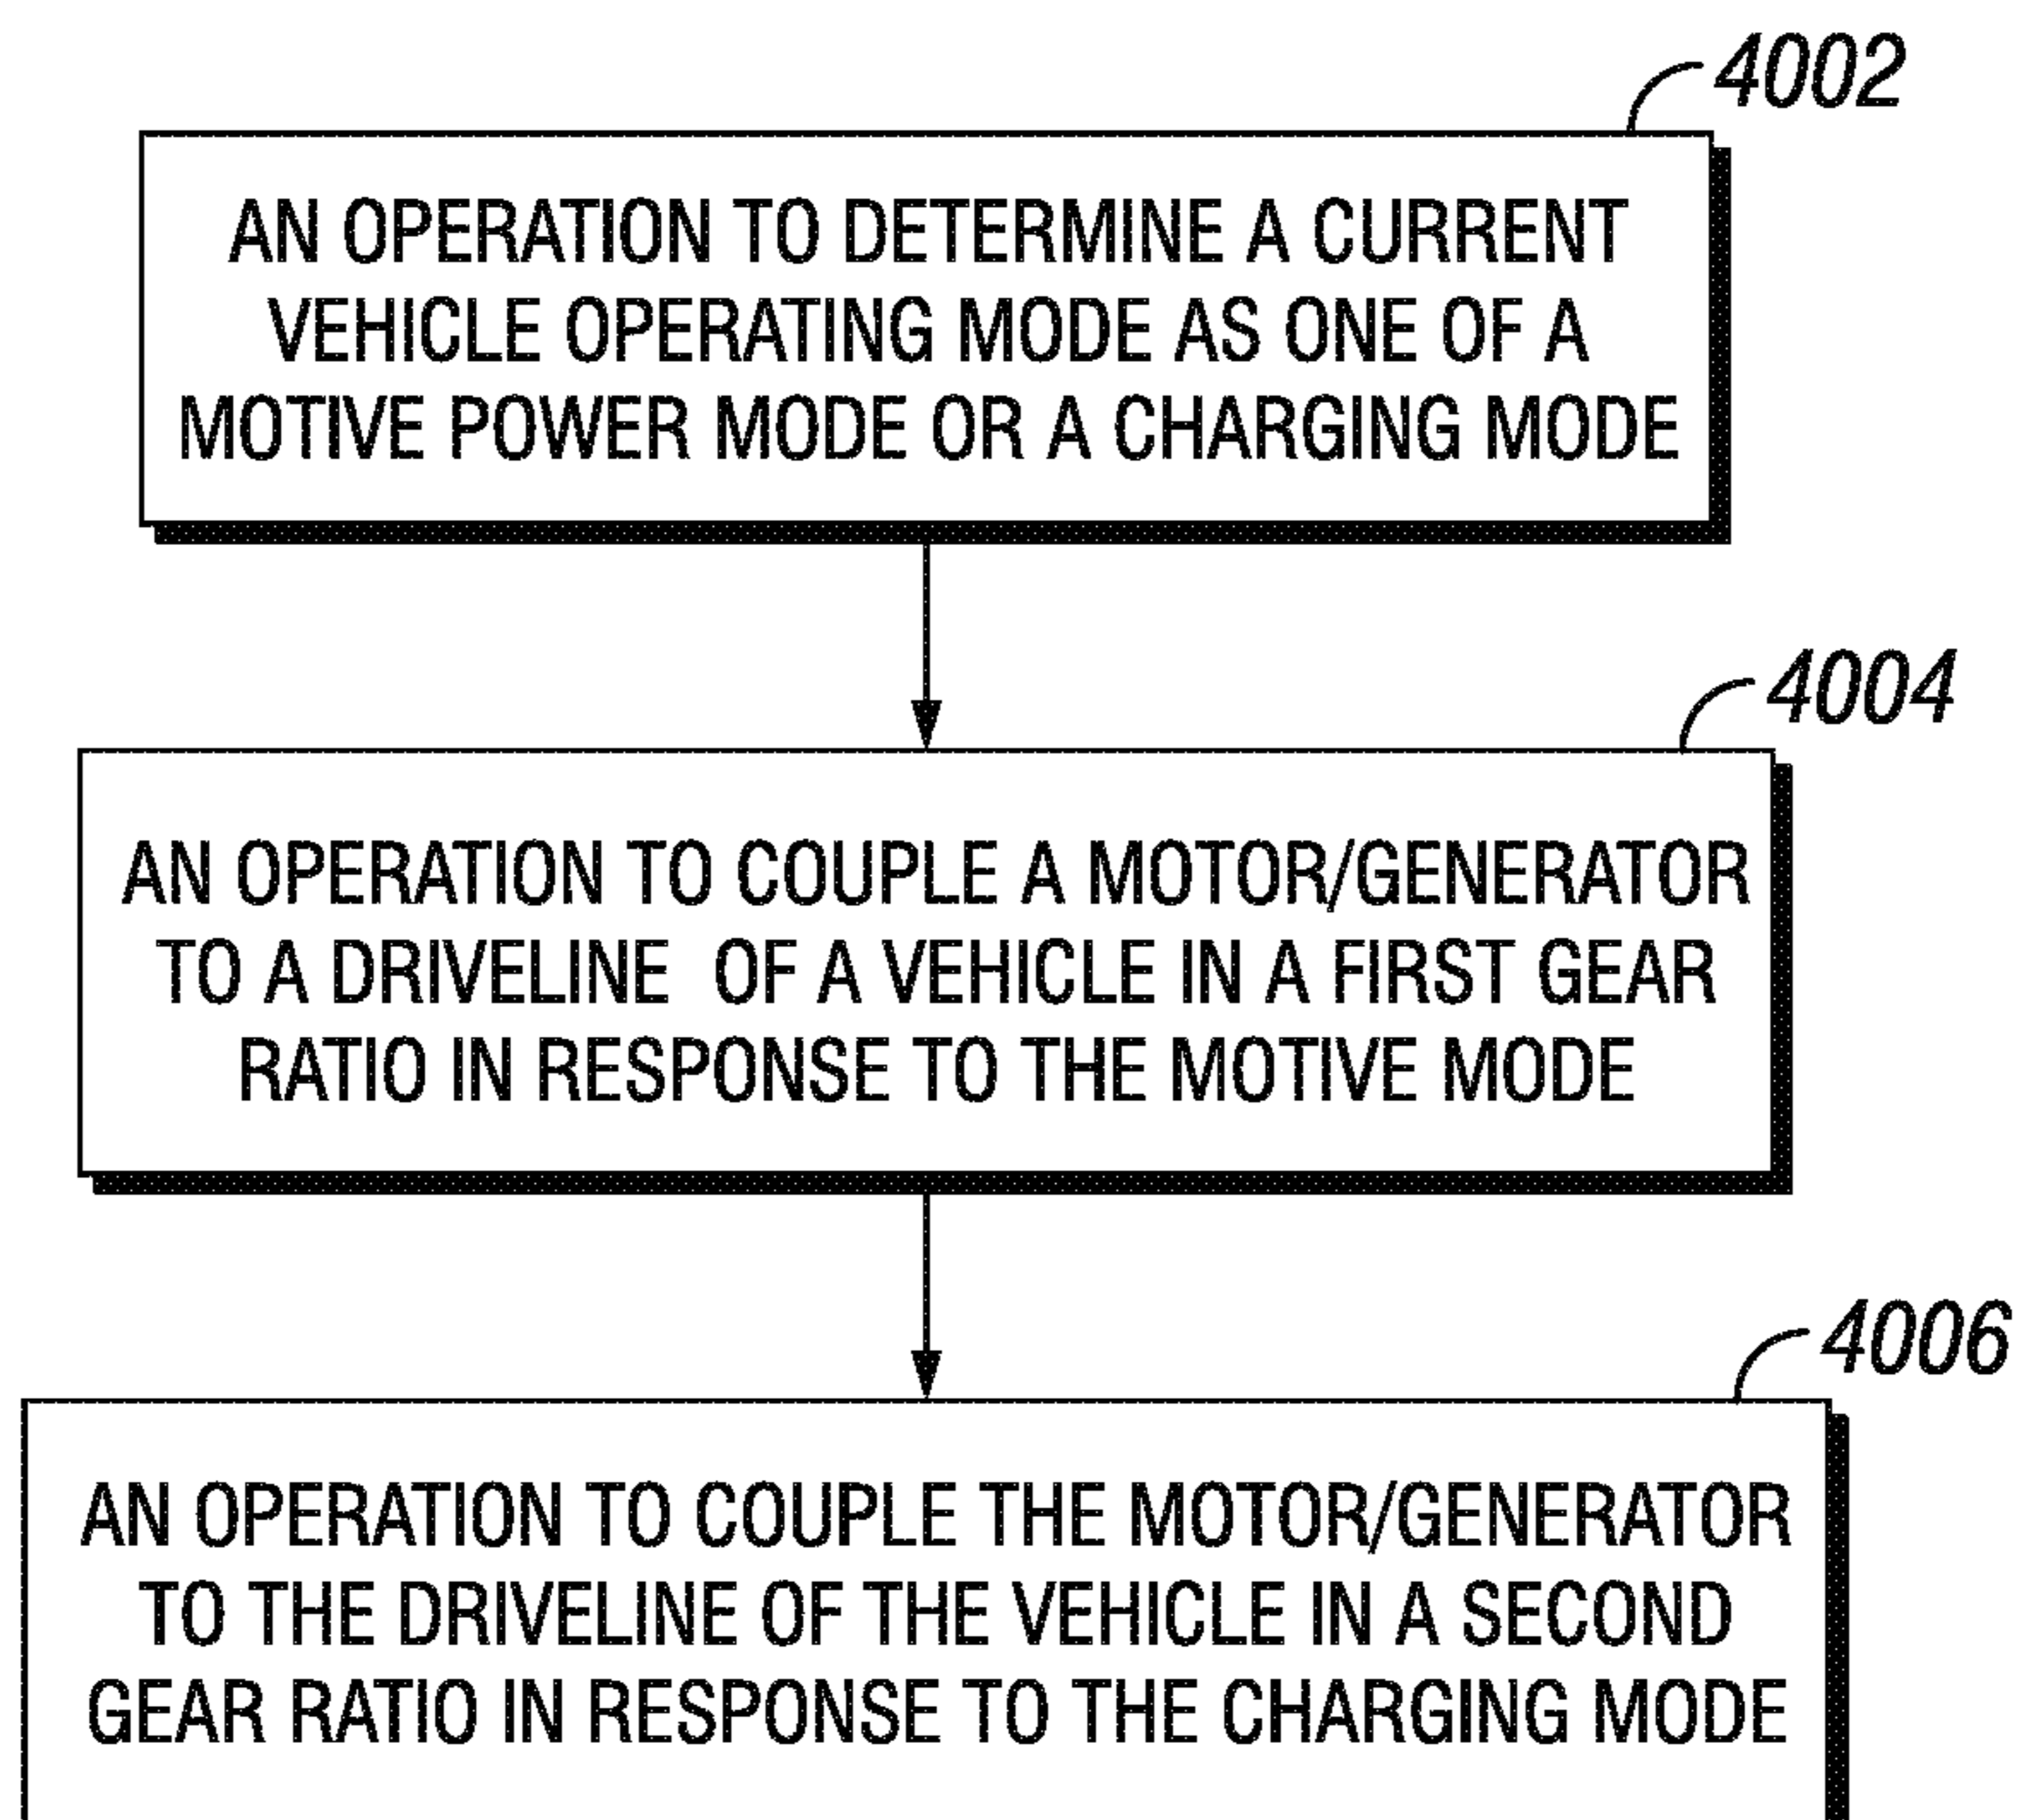 4002
AN OPERATION TO DETERMINE A CURRENT
VEHICLE OPERATING MODE AS ONE OF A
MOTIVE POWER MODE OR A CHARGING MODE
4004
AN OPERATION TO COUPLE A MOTOR/GENERATOR
TO A DRIVELINE OF A VEHICLE IN A FIRST GEAR
RATIO IN RESPONSE TO THE MOTIVE MODE
4006
AN OPERATION TO COUPLE THE MOTOR/GENERATOR
TO THE DRIVELINE OF THE VEHICLE IN A SECOND
GEAR RATIO IN RESPONSE TO THE CHARGING MODE